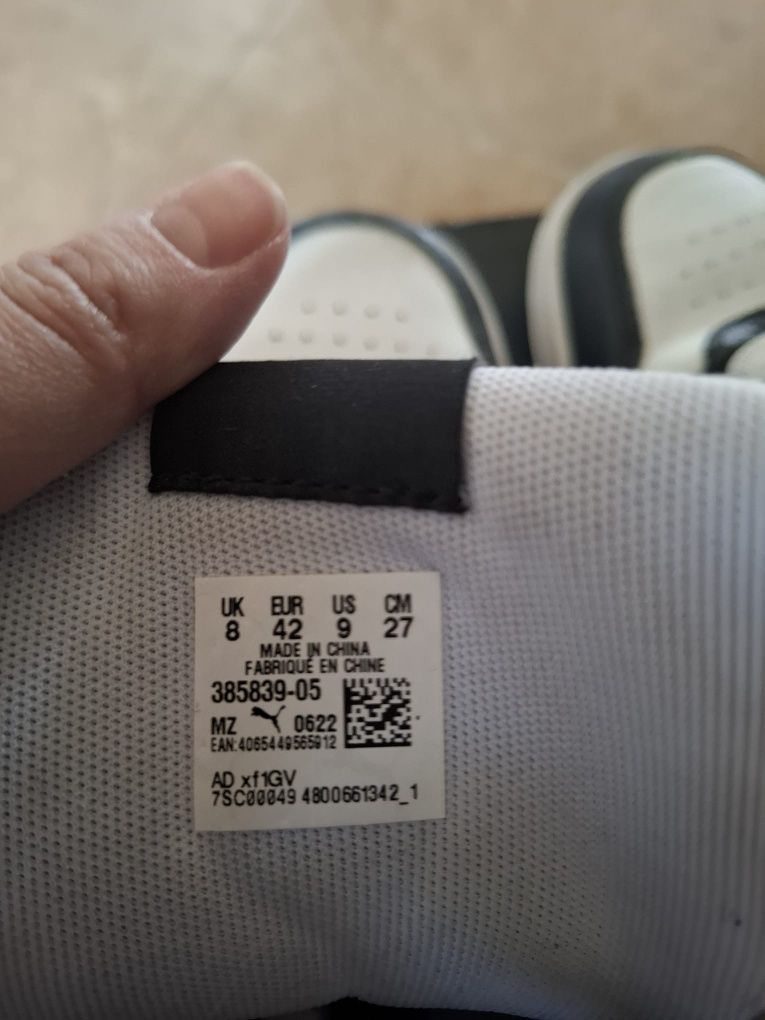 UK EUR US CM
8 42 9 27
MADE IN CHINA
FABRIQUÉ EN CHINE
385839-05
MZ 0622
EAN:4065449565912
AD xf1GV
7SC00049 4800661342_1